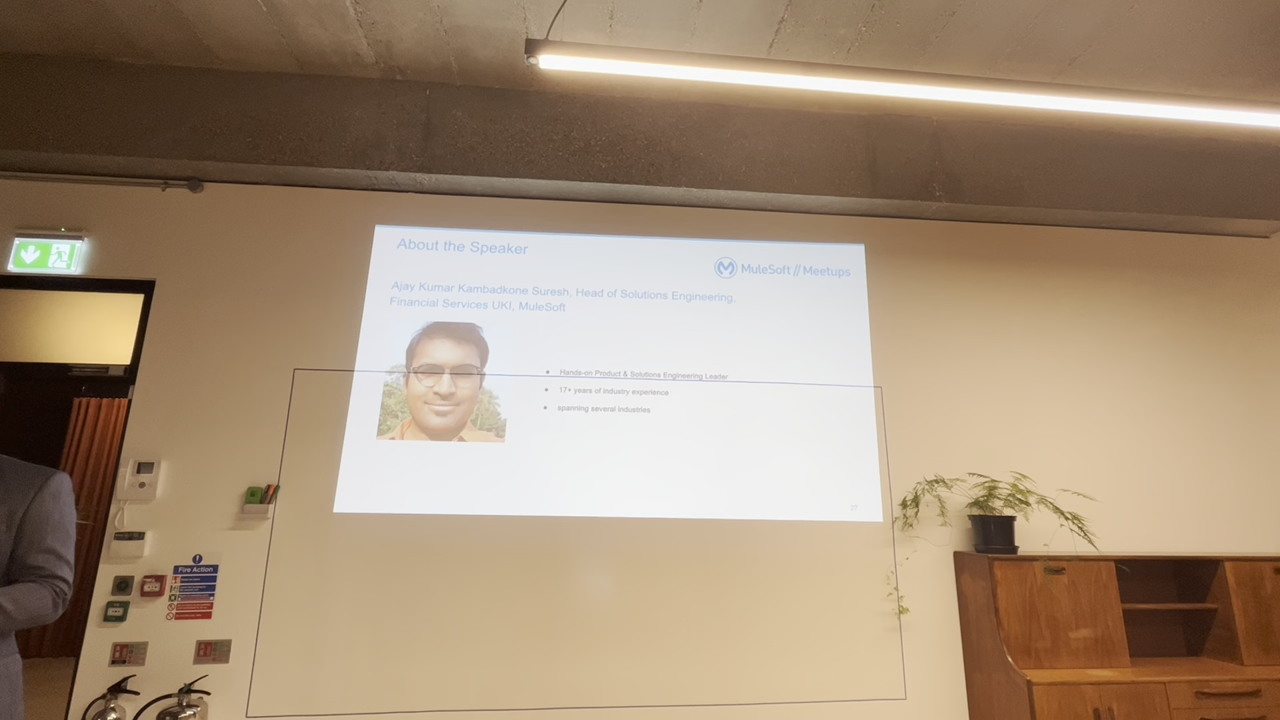 About the Speaker
MuleSoft // Meetups
Ajay Kumar Kambadkone Suresh, Head of Solutions Engineering,
Financial Services UKI, MuleSoft
Hands-on Product & Solutions Engineering Leader
17+ years of industry experience
spanning several industries
Fire Action